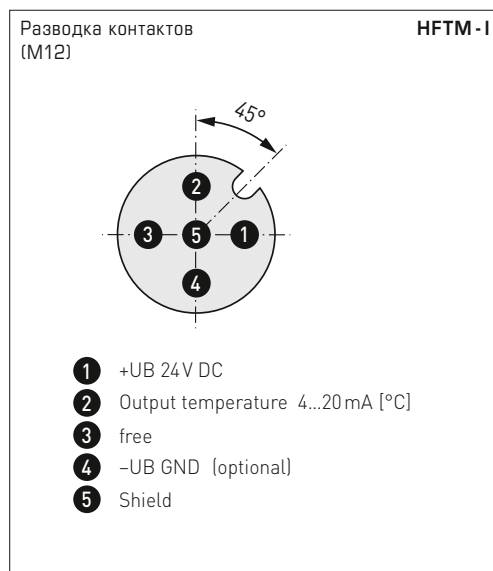 Разводка контактов HFTM - I
(M12)
45°
2
3 5 1
4
1 +UB 24 V DC
2 Output temperature 4...20 mA [°C]
3 free
4 –UB GND (optional)
5 Shield